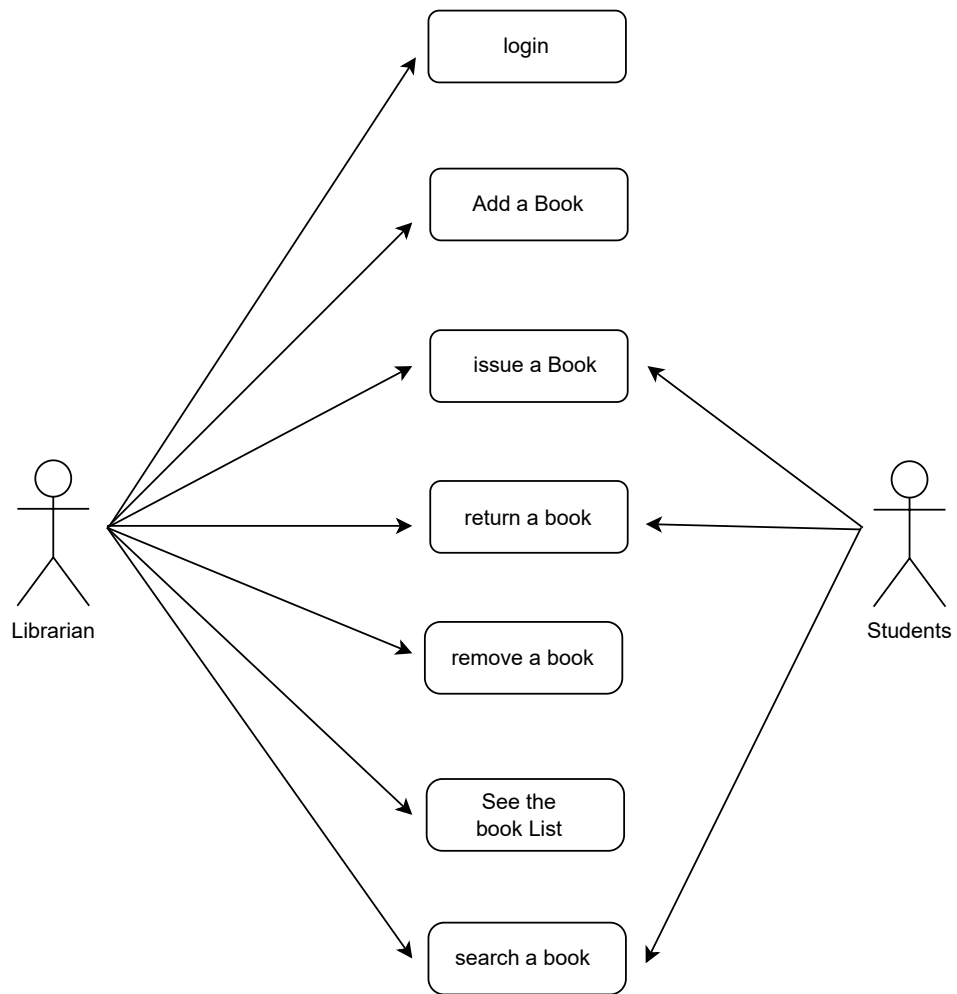 login
Add a Book
issue a Book
return a book
Librarian
Students
remove a book
See the
book List
search a book